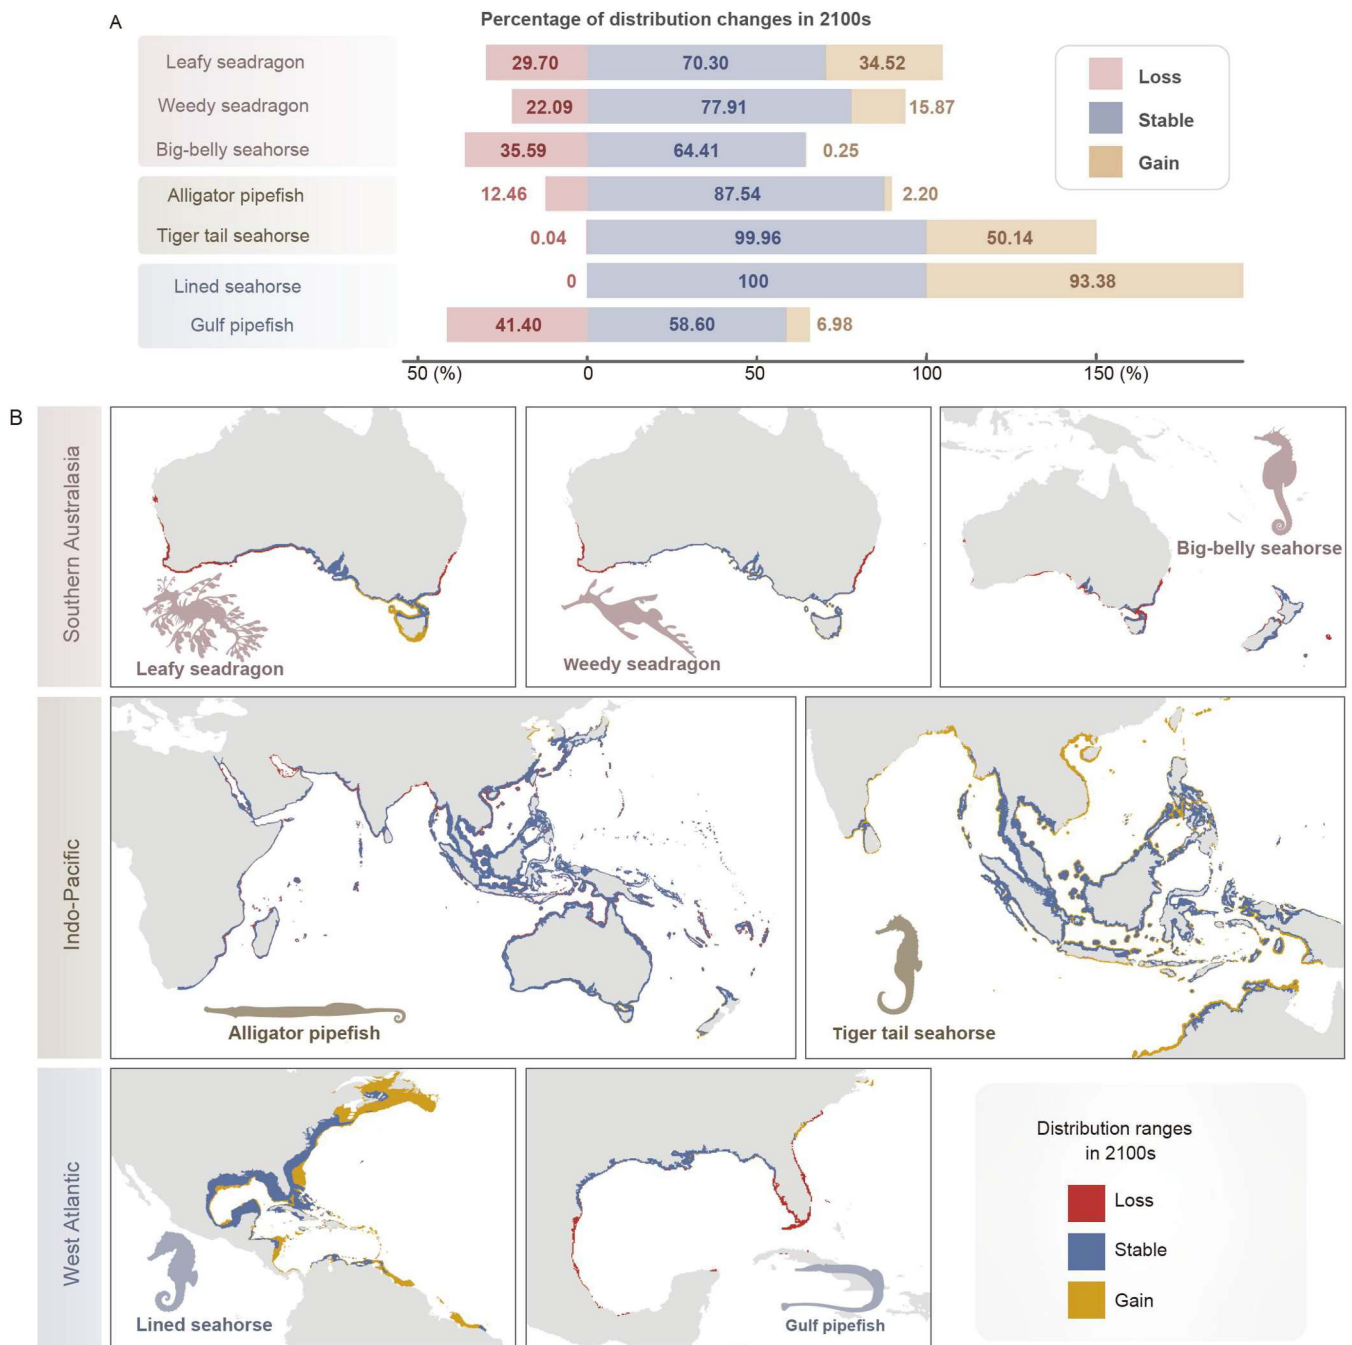 A
Percentage of distribution changes in 2100s
Leafy seadragon 29.70 70.30 34.52
Weedy seadragon 22.09 77.91 15.87
Big-belly seahorse 35.59 64.41 0.25
Alligator pipefish 12.46 87.54 2.20
Tiger tail seahorse 0.04 99.96 50.14
Lined seahorse 0 100 93.38
Gulf pipefish 41.40 58.60 6.98
50 (%) 0 50 100 150 (%)
Loss
Stable
Gain
B
Southern Australasia
Leafy seadragon
Weedy seadragon
Big-belly seahorse
Indo-Pacific
Alligator pipefish
Tiger tail seahorse
West Atlantic
Lined seahorse
Gulf pipefish
Distribution ranges
in 2100s
Loss
Stable
Gain